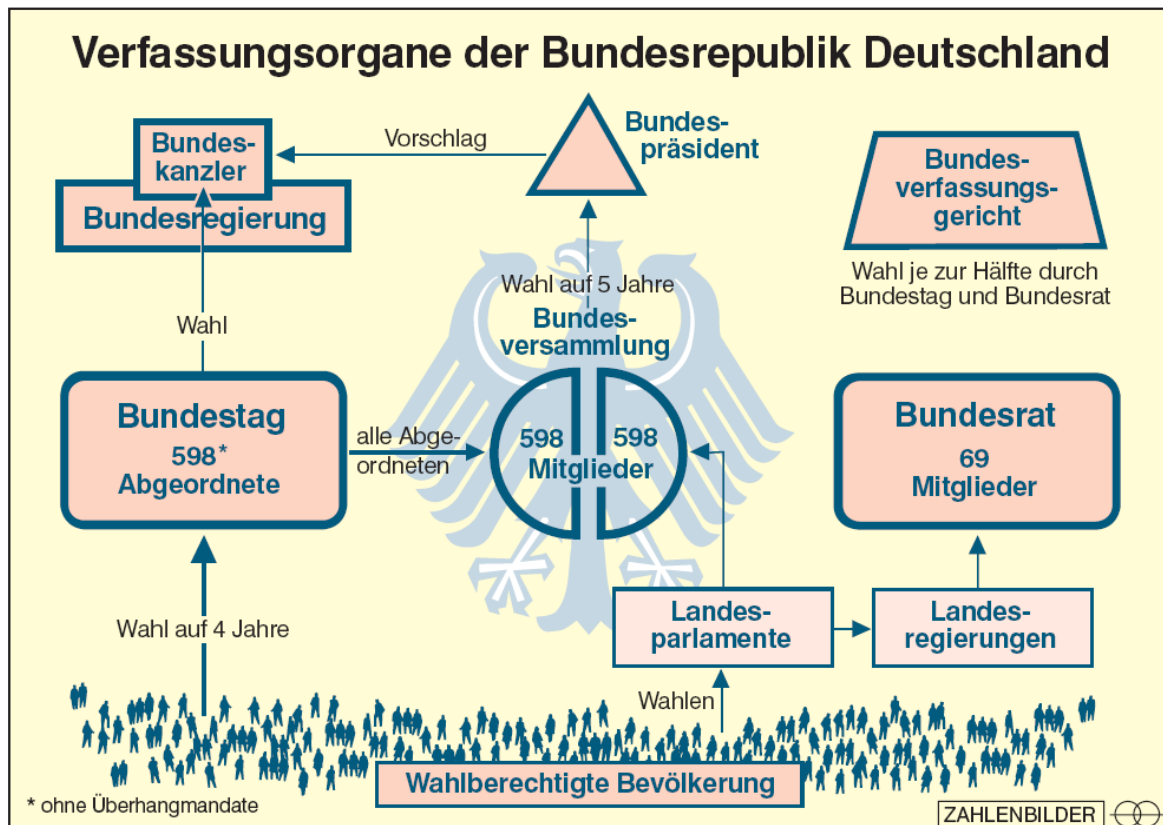 Verfassungsorgane der Bundesrepublik Deutschland
Bundes-
kanzler
Bundesregierung
Vorschlag
Bundes-
präsident
Bundes-
verfassungs-
gericht
Wahl je zur Hälfte durch
Bundestag und Bundesrat
Wahl
Wahl auf 5 Jahre
Bundes-
versammlung
Bundestag
598*
Abgeordnete
alle Abge-
ordneten
598 598
Mitglieder
Bundesrat
69
Mitglieder
Wahl auf 4 Jahre
Landes-
parlamente
Landes-
regierungen
Wahlen
Wahlberechtigte Bevölkerung
* ohne Überhangmandate
ZAHLENBILDER